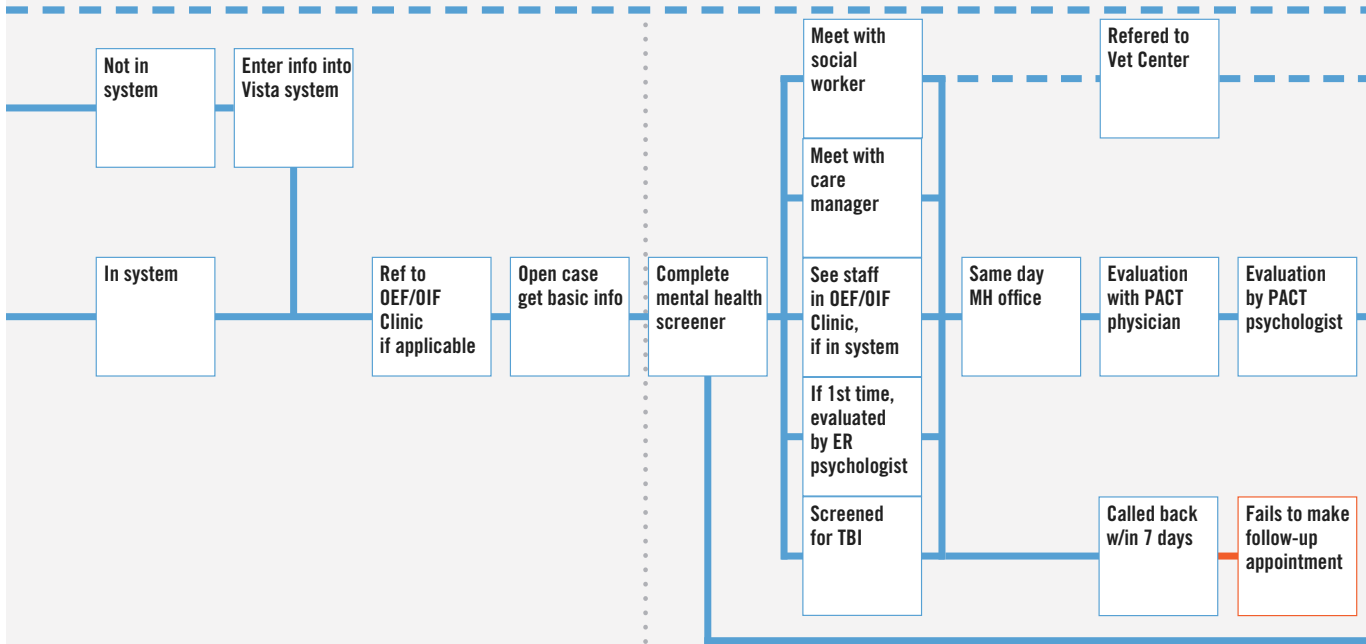 Not in
system
Enter info into
Vista system
In system
Ref to
OEF/OIF
Clinic
if applicable
Open case
get basic info
Complete
mental health
screener
Meet with
social
worker
Meet with
care
manager
See staff
in OEF/OIF
Clinic,
if in system
If 1st time,
evaluated
by ER
psychologist
Screened
for TBI
Refered to
Vet Center
Same day
MH office
Evaluation
with PACT
physician
Evaluation
by PACT
psychologist
Called back
w/in 7 days
Fails to make
follow-up
appointment